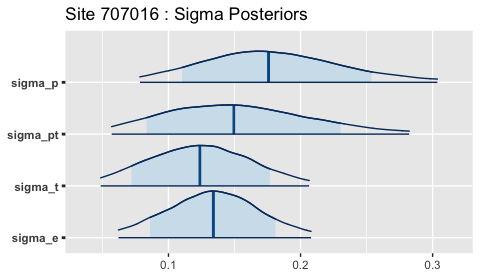 Site 707016 : Sigma Posteriors
sigma_p
sigma_pt
sigma_t
sigma_e
0.1 0.2 0.3